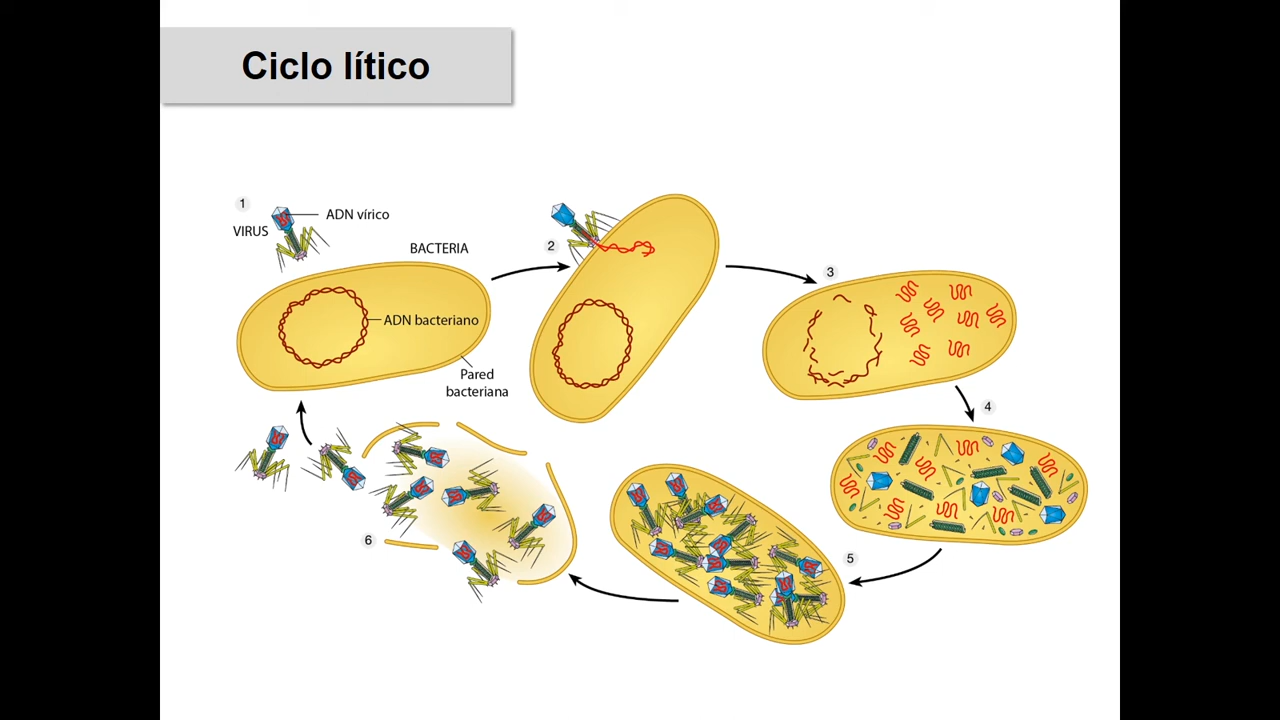 Ciclo lítico
1
ADN vírico
VIRUS
BACTERIA
ADN bacteriano
Pared
bacteriana
2
3
4
5
6